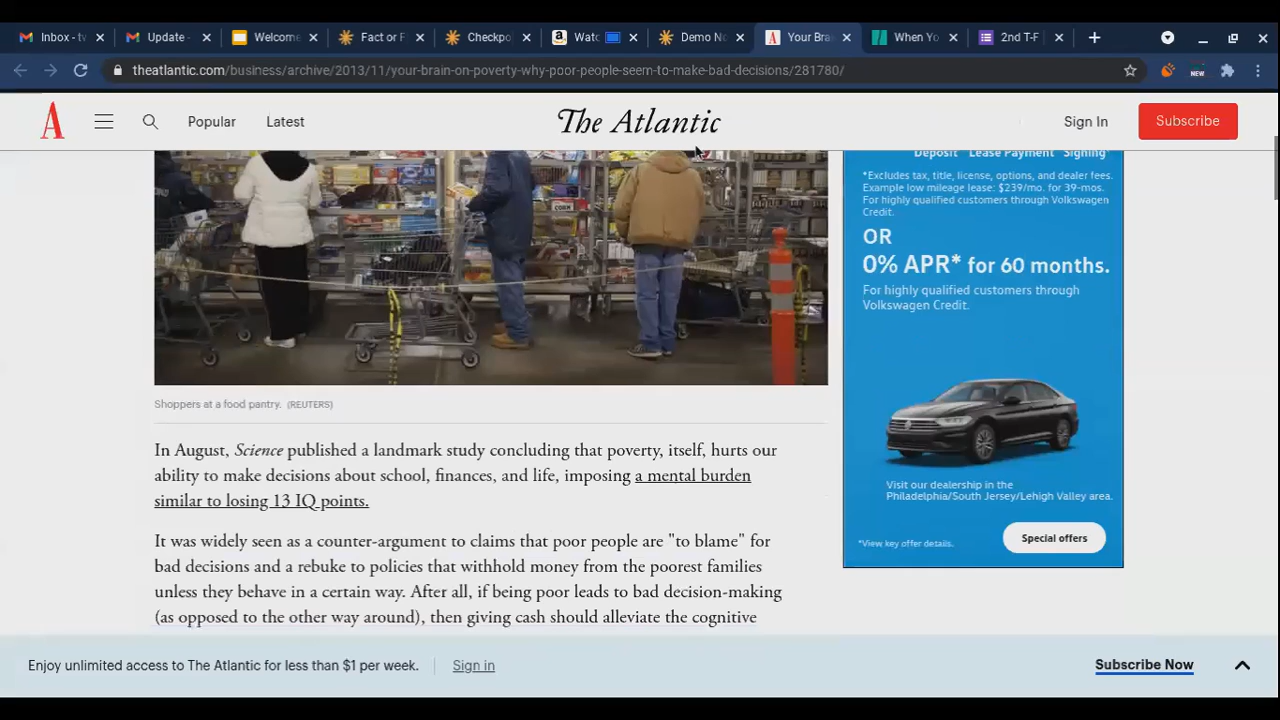 Inbox - tv
Update -
Welcome
Fact or F
Checkpo
Watc
Demo No
Your Bra
When Yo
2nd T-F
theatlantic.com/business/archive/2013/11/your-brain-on-poverty-why-poor-people-seem-to-make-bad-decisions/281780/
NEW
A
Popular
Latest
The Atlantic
Sign In
Subscribe
Deposit Lease Payment Signing
*Excludes tax, title, license, options, and dealer fees.
Example low mileage lease: $239/mo. for 39-mos.
For highly qualified customers through Volkswagen
Credit.
OR
0% APR* for 60 months.
For highly qualified customers through
Volkswagen Credit.
Visit our dealership in the
Philadelphia/South Jersey/Lehigh Valley area.
*View key offer details.
Special offers
CORN
Shoppers at a food pantry. (REUTERS)
In August, Science published a landmark study concluding that poverty, itself, hurts our
ability to make decisions about school, finances, and life, imposing a mental burden
similar to losing 13 IQ points.
It was widely seen as a counter-argument to claims that poor people are "to blame" for
bad decisions and a rebuke to policies that withhold money from the poorest families
unless they behave in a certain way. After all, if being poor leads to bad decision-making
(as opposed to the other way around), then giving cash should alleviate the cognitive
Enjoy unlimited access to The Atlantic for less than $1 per week.
Sign in
Subscribe Now